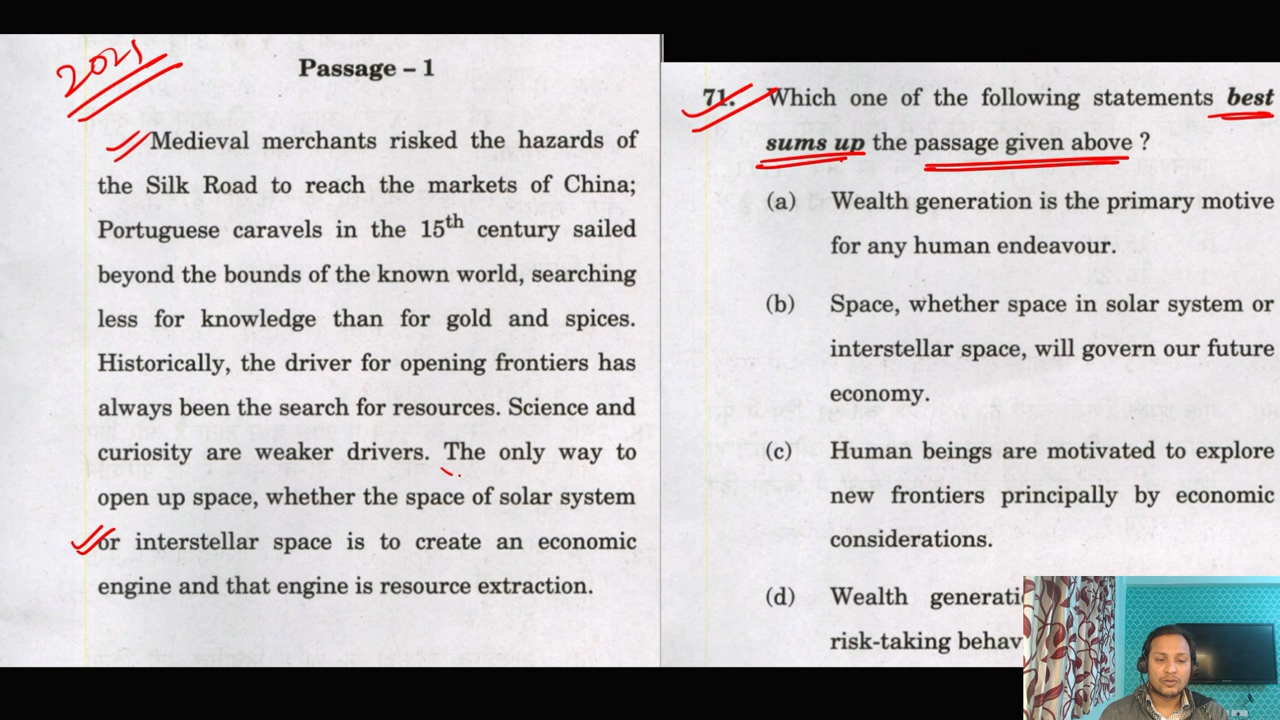 2021
Passage – 1
Medieval merchants risked the hazards of
the Silk Road to reach the markets of China;
Portuguese caravels in the 15th century sailed
beyond the bounds of the known world, searching
less for knowledge than for gold and spices.
Historically, the driver for opening frontiers has
always been the search for resources. Science and
curiosity are weaker drivers. The only way to
open up space, whether the space of solar system
or interstellar space is to create an economic
engine and that engine is resource extraction.
71. Which one of the following statements best
sums up the passage given above ?
(a) Wealth generation is the primary motive
for any human endeavour.
(b) Space, whether space in solar system or
interstellar space, will govern our future
economy.
(c) Human beings are motivated to explore
new frontiers principally by economic
considerations.
(d) Wealth
risk-taking